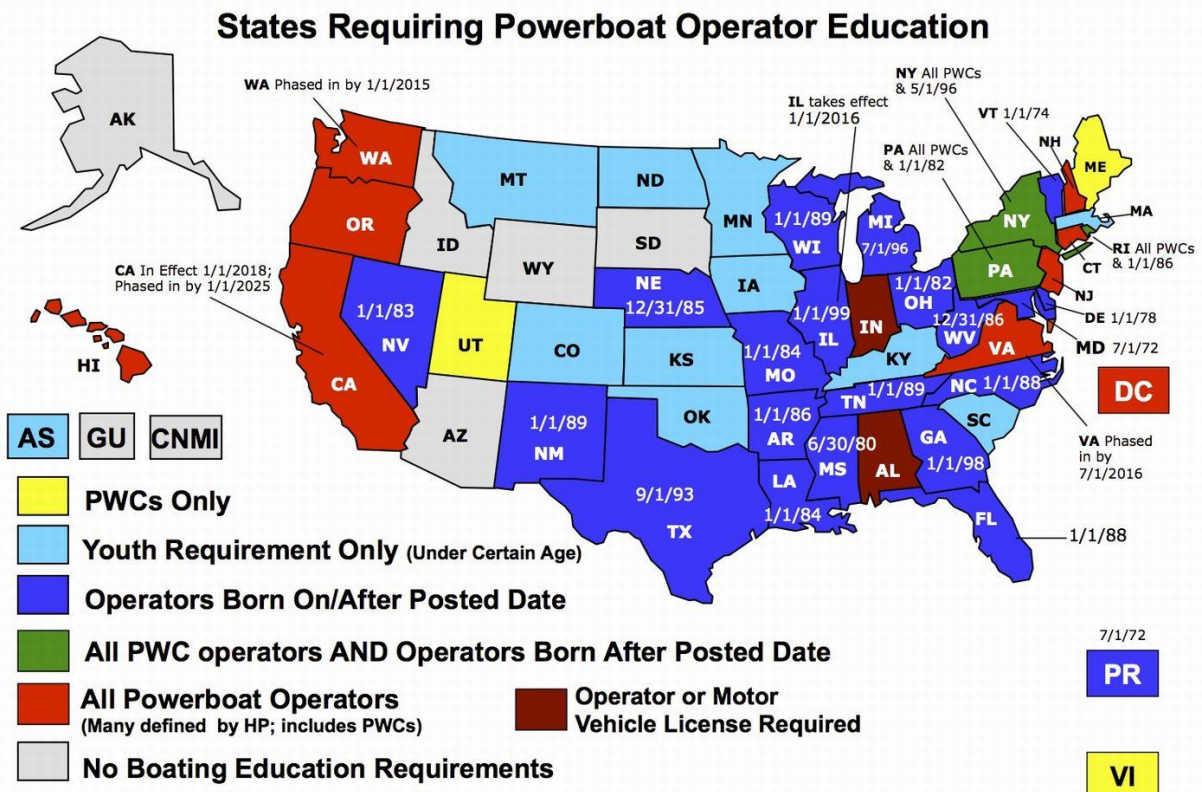 States Requiring Powerboat Operator Education
AK
WA Phased in by 1/1/2015
NY All PWCs
& 5/1/96
IL takes effect
1/1/2016
VT 1/1/74
PA All PWCs
& 1/1/82
NH
ME
WA
MT
ND
MN
OR
ID
WY
SD
1/1/89
WI
MI
7/1/96
NY
PA
MA
RI All PWCs
& 1/1/86
CT
NJ
DE 1/1/78
MD 7/1/72
CA In Effect 1/1/2018;
Phased in by 1/1/2025
1/1/83
NV
UT
CO
NE
12/31/85
IA
1/1/99
IL
IN
1/1/82
OH
12/31/86
WV
VA
HI
CA
KS
1/1/84
MO
KY
DC
AZ
1/1/89
NM
OK
1/1/86
AR
TN
1/1/89
NC 1/1/88
SC
VA Phased
in by
7/1/2016
AS
GU
CNMI
9/1/93
TX
LA
1/1/84
6/30/80
MS
AL
GA
1/1/98
FL
1/1/88
PWCs Only
Youth Requirement Only (Under Certain Age)
Operators Born On/After Posted Date
All PWC operators AND Operators Born After Posted Date
All Powerboat Operators
(Many defined by HP; includes PWCs)
Operator or Motor
Vehicle License Required
No Boating Education Requirements
7/1/72
PR
VI